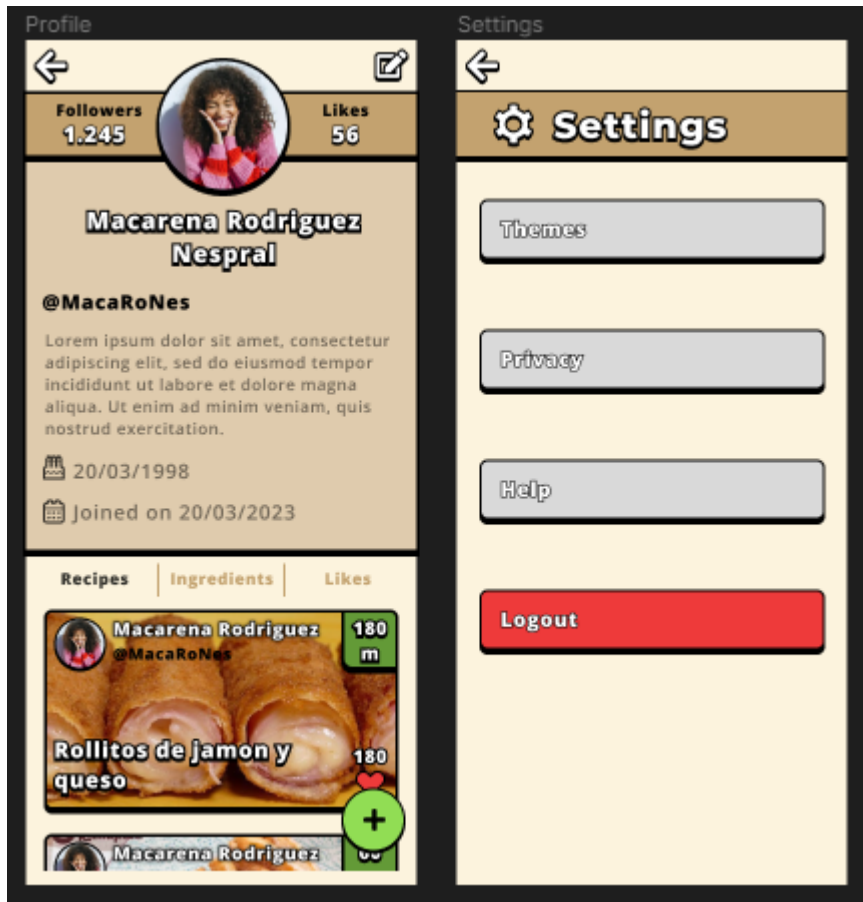 Profile
Followers
1.245
Likes
56
Macarena Rodriguez
Nespral
@MacaRoNes
Lorem ipsum dolor sit amet, consectetur
adipiscing elit, sed do eiusmod tempor
incididunt ut labore et dolore magna
aliqua. Ut enim ad minim veniam, quis
nostrud exercitation.
20/03/1998
Joined on 20/03/2023
Recipes
Ingredients
Likes
Macarena Rodriguez
@MacaRoNes
180
m
Rollitos de jamon y
queso
180
+
Macarena Rodriguez
Settings
Settings
Themes
Privacy
Help
Logout